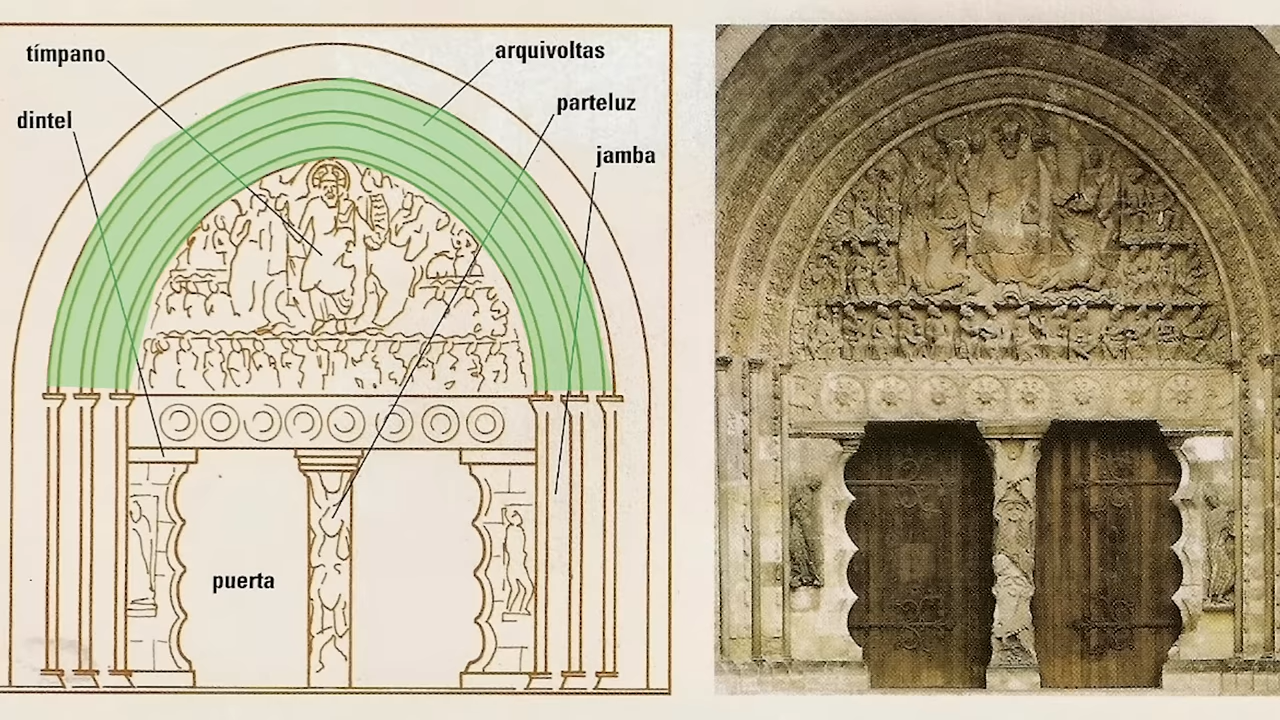 tímpano
arquivoltas
dintel
parteluz
jamba
puerta